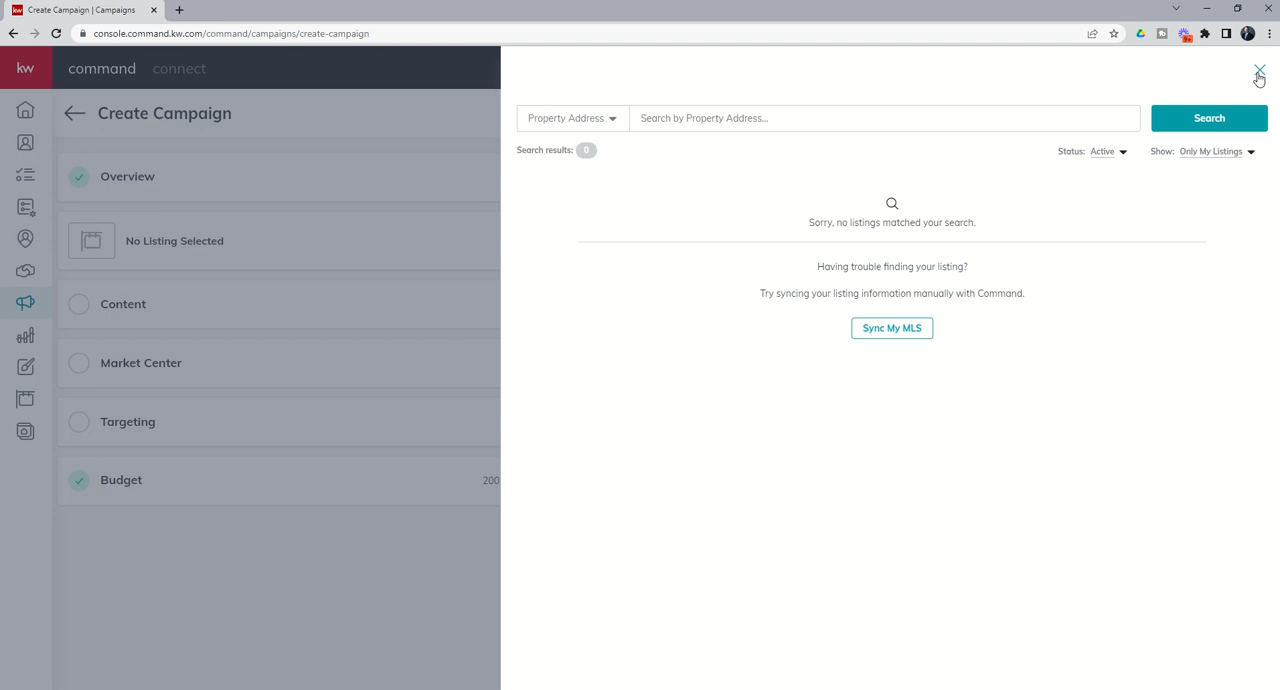 Create Campaign | Campaigns
console.command.kw.com/command/campaigns/create-campaign
9+
kw command connect
Create Campaign
Overview
No Listing Selected
Content
Market Center
Targeting
Budget 200
Property Address Search by Property Address... Search
Search results: 0 Status: Active Show: Only My Listings
Sorry, no listings matched your search.
Having trouble finding your listing?
Try syncing your listing information manually with Command.
Sync My MLS